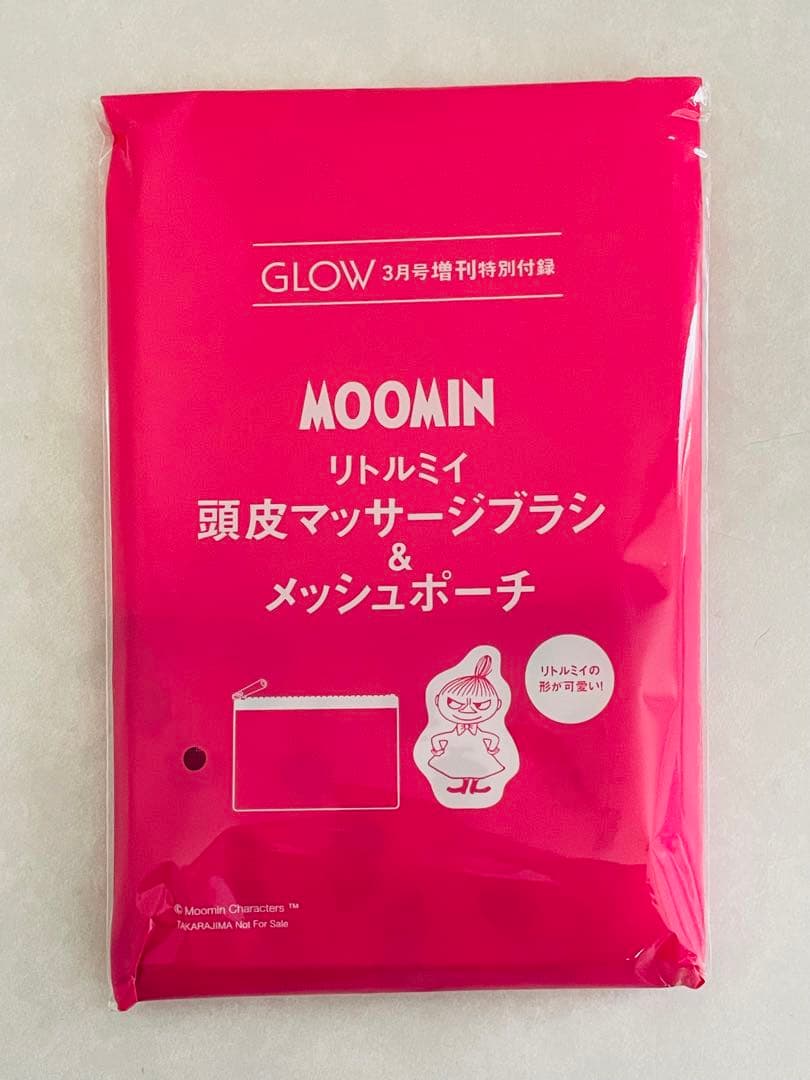 GLOW 3月号増刊特別付録
MOOMIN
リトルミイ
頭皮マッサージブラシ
&
メッシュポーチ
リトルミイの
形が可愛い!
© Moomin Characters ™
TAKARAJIMA Not For Sale